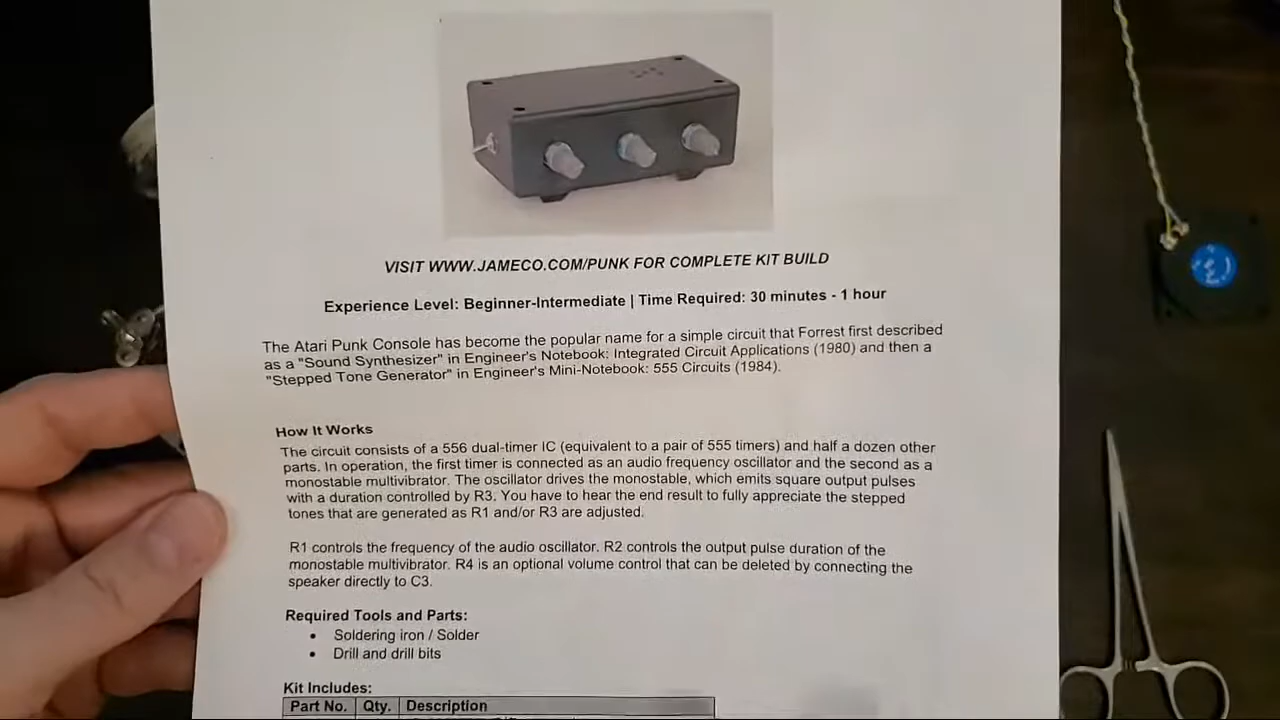 VISIT WWW.JAMECO.COM/PUNK FOR COMPLETE KIT BUILD
Experience Level: Beginner-Intermediate | Time Required: 30 minutes - 1 hour
The Atari Punk Console has become the popular name for a simple circuit that Forrest first described
as a "Sound Synthesizer" in Engineer's Notebook: Integrated Circuit Applications (1980) and then a
"Stepped Tone Generator" in Engineer's Mini-Notebook: 555 Circuits (1984).
How It Works
The circuit consists of a 556 dual-timer IC (equivalent to a pair of 555 timers) and half a dozen other
parts. In operation, the first timer is connected as an audio frequency oscillator and the second as a
monostable multivibrator. The oscillator drives the monostable, which emits square output pulses
with a duration controlled by R3. You have to hear the end result to fully appreciate the stepped
tones that are generated as R1 and/or R3 are adjusted.
R1 controls the frequency of the audio oscillator. R2 controls the output pulse duration of the
monostable multivibrator. R4 is an optional volume control that can be deleted by connecting the
speaker directly to C3.
Required Tools and Parts:
• Soldering iron / Solder
• Drill and drill bits
Kit Includes:
Part No. Qty. Description